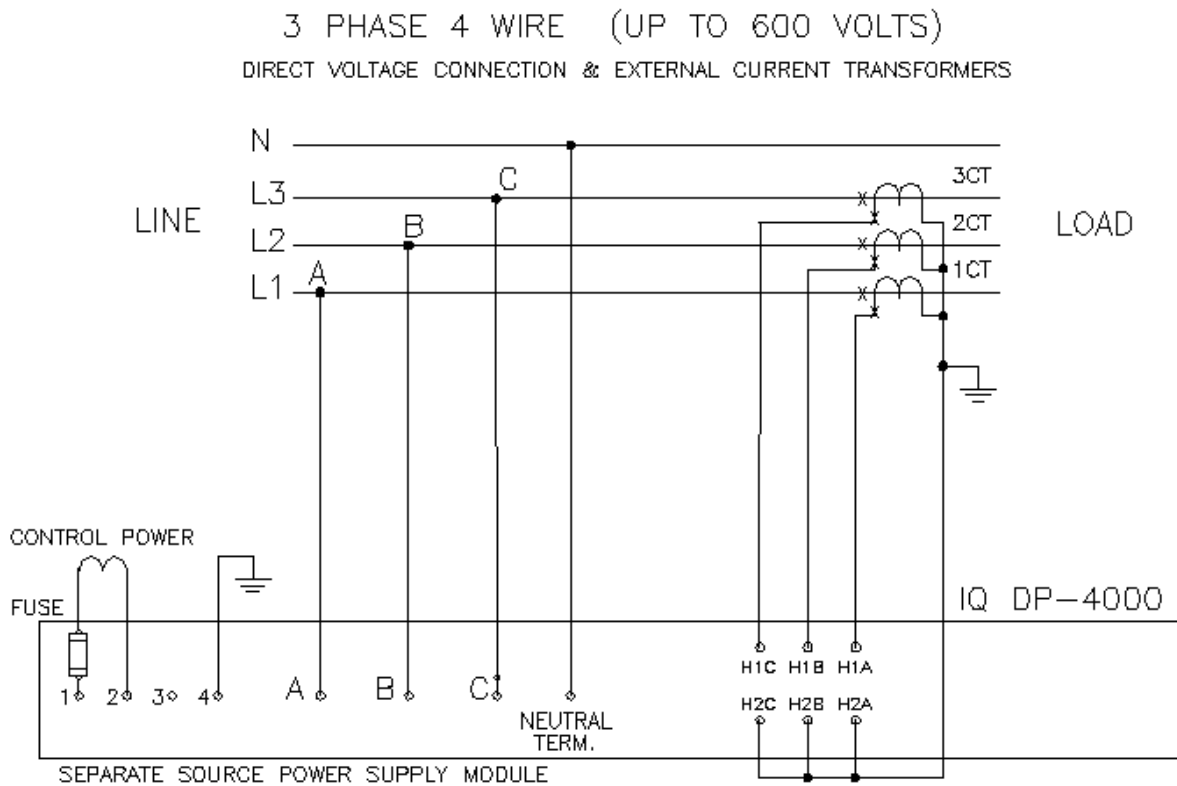 3 PHASE 4 WIRE (UP TO 600 VOLTS)
DIRECT VOLTAGE CONNECTION & EXTERNAL CURRENT TRANSFORMERS
N
L3 C 3CT
LINE B 2CT LOAD
L2
A 1CT
L1
CONTROL POWER
FUSE IQ DP-4000
H1C H1B H1A
1 2 3 4 A B C H2C H2B H2A
NEUTRAL
TERM.
SEPARATE SOURCE POWER SUPPLY MODULE